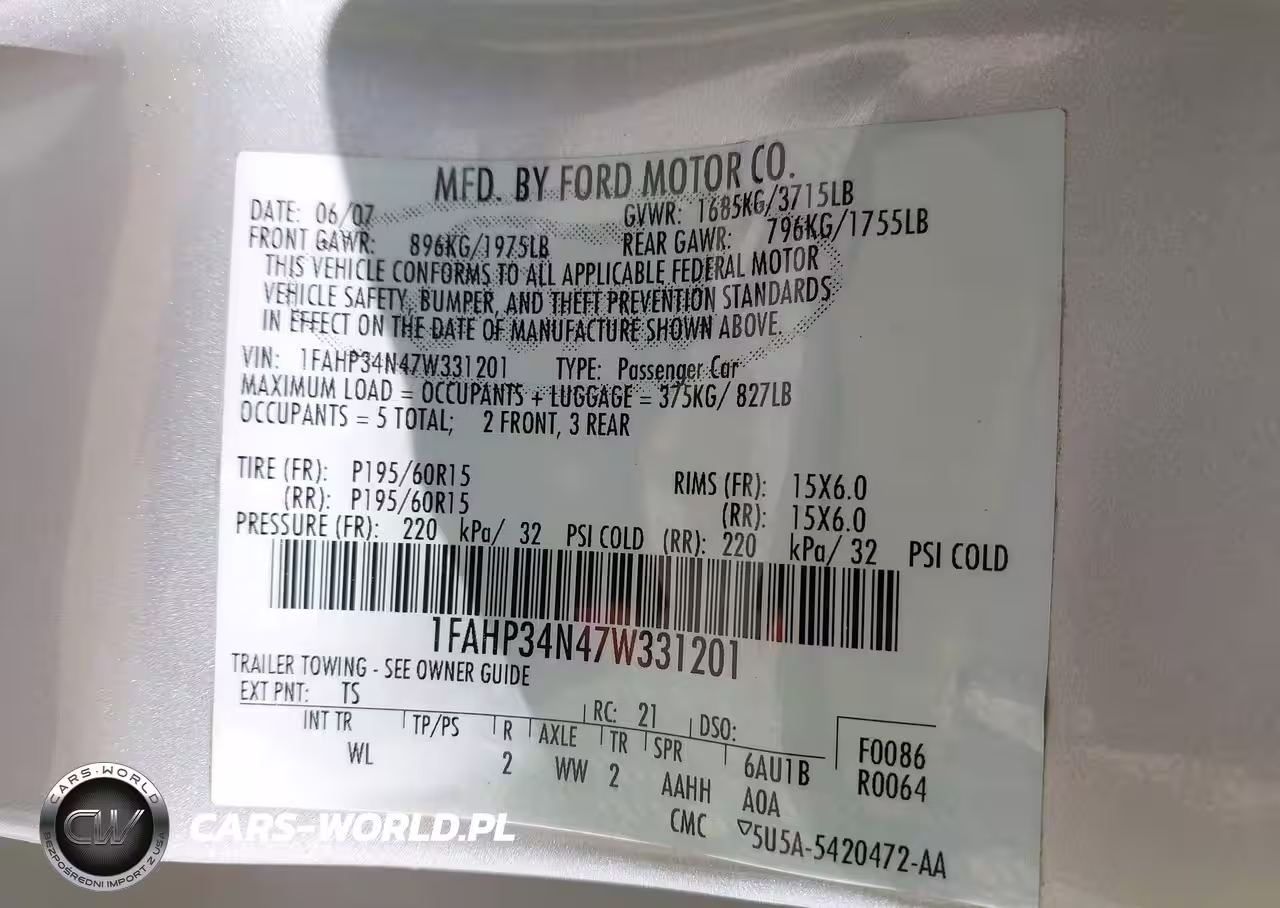 MFD. BY FORD MOTOR CO.
DATE: 06/07 GVWR: 1685KG/3715LB
FRONT GAWR: 896KG/1975LB REAR GAWR: 796KG/1755LB
THIS VEHICLE CONFORMS TO ALL APPLICABLE FEDERAL MOTOR
VEHICLE SAFETY, BUMPER, AND THEFT PREVENTION STANDARDS
IN EFFECT ON THE DATE OF MANUFACTURE SHOWN ABOVE.
VIN: 1FAHP34N47W331201 TYPE: Passenger Car
MAXIMUM LOAD = OCCUPANTS + LUGGAGE = 375KG/ 827LB
OCCUPANTS = 5 TOTAL; 2 FRONT, 3 REAR
TIRE (FR): P195/60R15 RIMS (FR): 15X6.0
(RR): P195/60R15 (RR): 15X6.0
PRESSURE (FR): 220 kPa/ 32 PSI COLD (RR): 220 kPa/ 32 PSI COLD
1FAHP34N47W331201
TRAILER TOWING - SEE OWNER GUIDE
EXT PNT: TS RC: 21 DSO:
INT TR TP/PS R AXLE TR SPR F0086
WL 2 WW 2 AAHH 6AU1B R0064
CMC A0A
▽5U5A-5420472-AA
CARS-WORLD
CW
BEZPOŚREDNI IMPORT Z USA
CARS-WORLD.PL